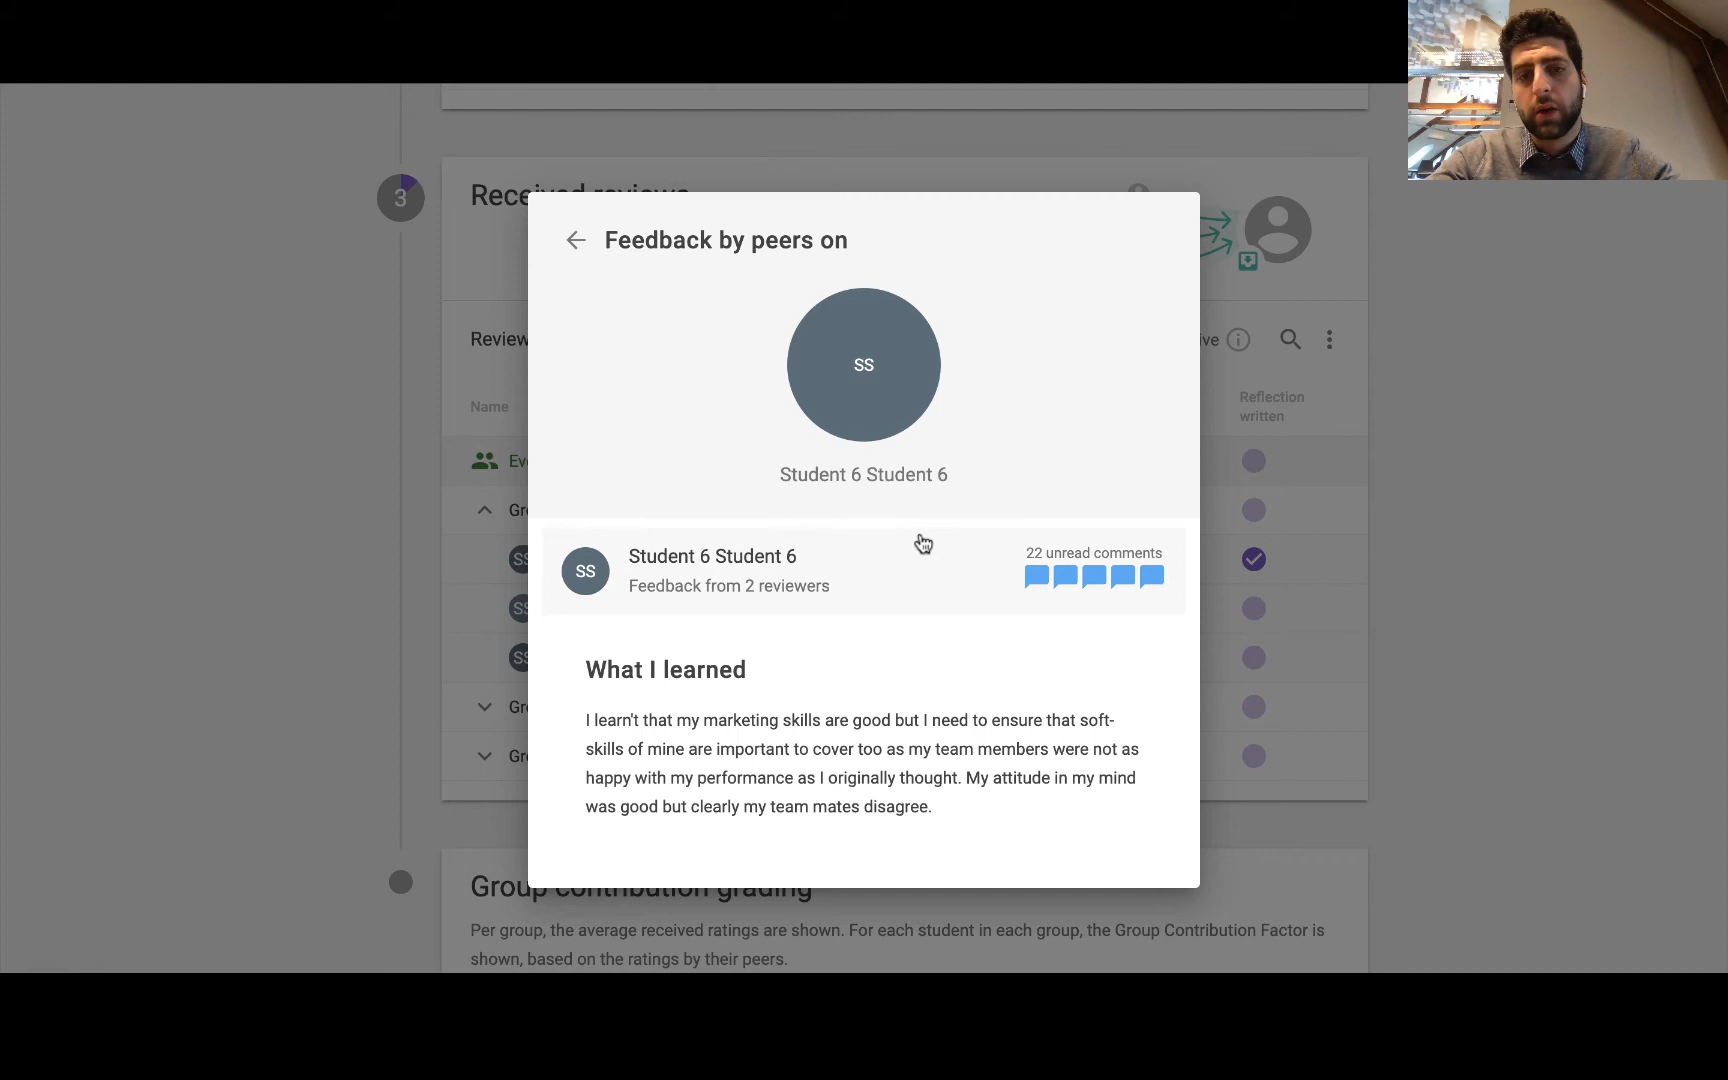 3
Feedback by peers on
SS
Student 6 Student 6
SS
Student 6 Student 6
Feedback from 2 reviewers
22 unread comments
What I learned
I learn't that my marketing skills are good but I need to ensure that soft-
skills of mine are important to cover too as my team members were not as
happy with my performance as I originally thought. My attitude in my mind
was good but clearly my team mates disagree.
Name
Reflection
written
Group contribution grading
Per group, the average received ratings are shown. For each student in each group, the Group Contribution Factor is
shown, based on the ratings by their peers.